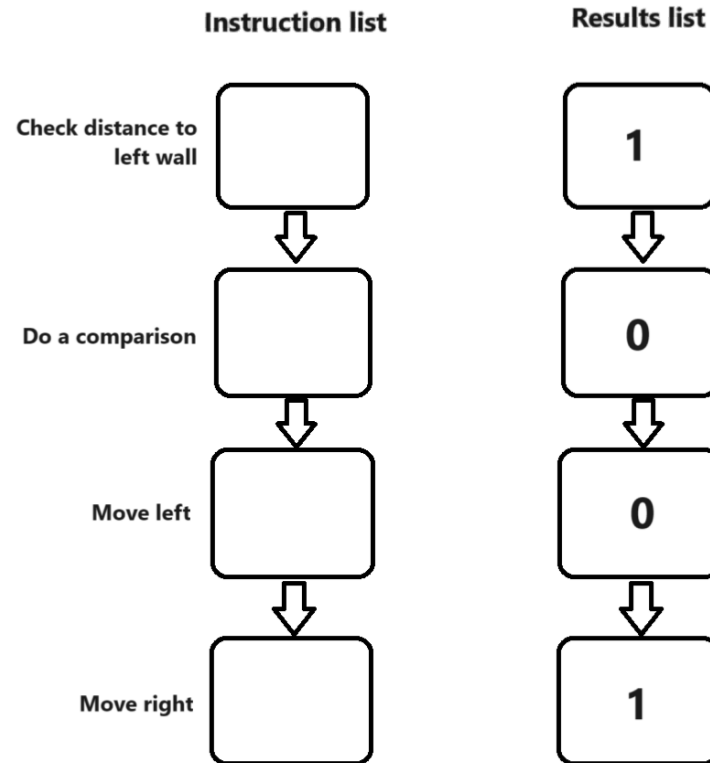 Instruction list
Results list
Check distance to
left wall
1
Do a comparison
0
Move left
0
Move right
1